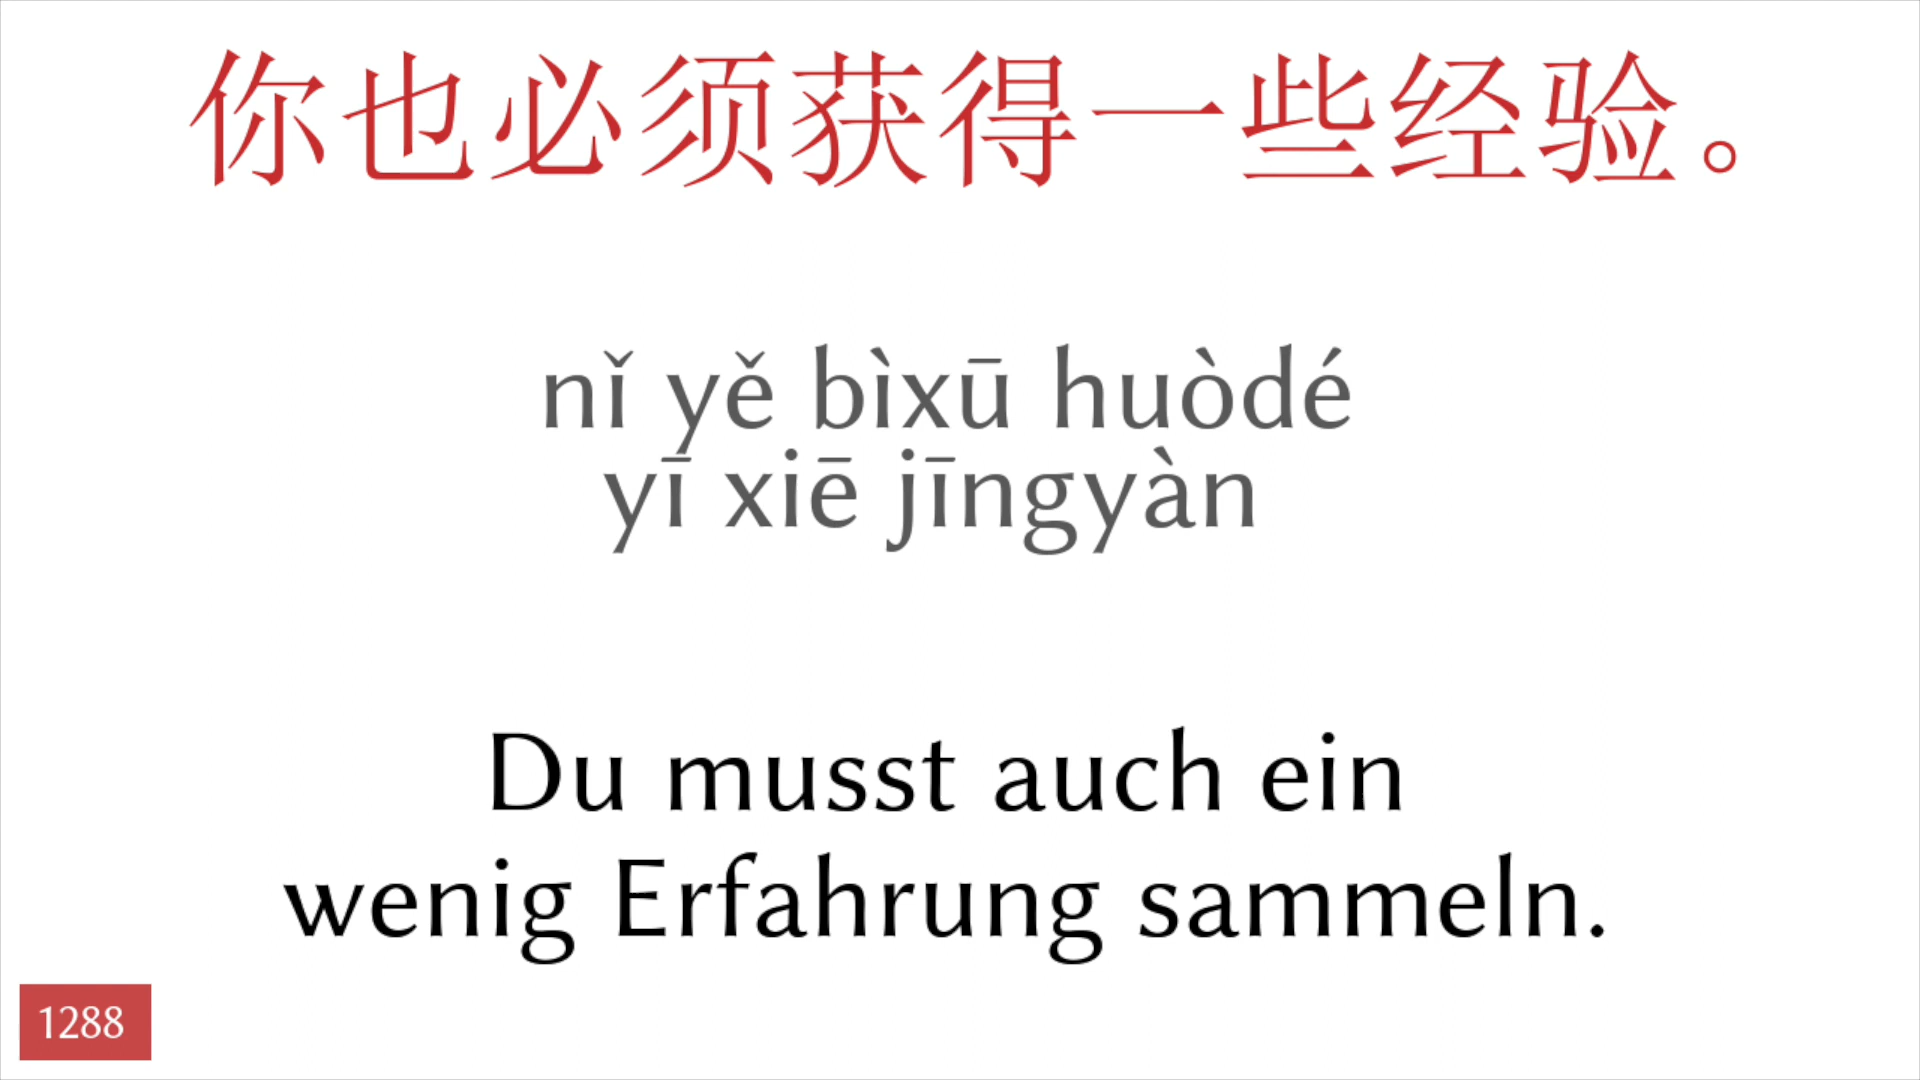 你也必须获得一些经验。
nǐ yě bìxū huòdé
yī xiē jīngyàn
Du musst auch ein
wenig Erfahrung sammeln.
1288